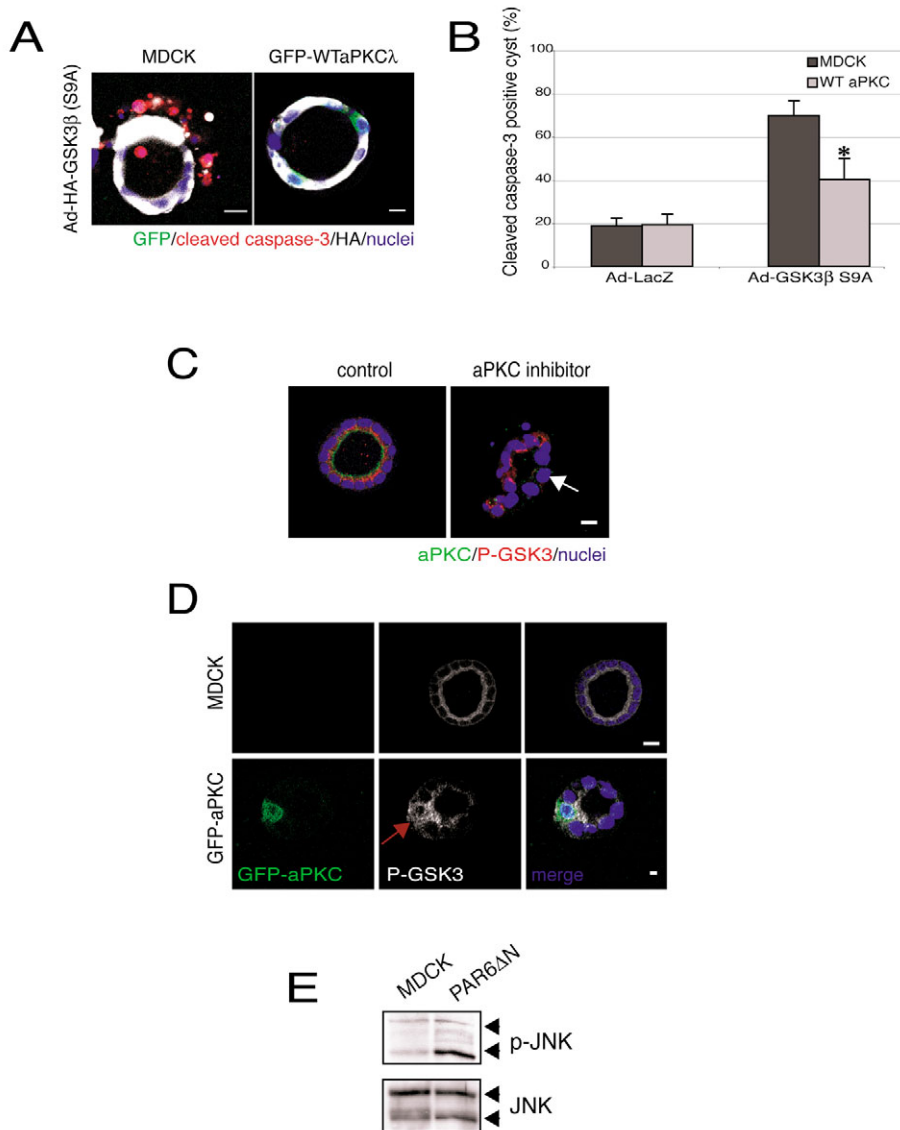 A
MDCK
GFP-WTaPKCλ
Ad-HA-GSK3β (S9A)
GFP/cleaved caspase-3/HA/nuclei
B
Cleaved caspase-3 positive cyst (%)
100
80
60
40
20
0
MDCK
WT aPKC
*
Ad-LacZ
Ad-GSK3β S9A
C
control
aPKC inhibitor
aPKC/P-GSK3/nuclei
D
MDCK
GFP-aPKC
GFP-aPKC
P-GSK3
merge
E
MDCK
PAR6ΔN
p-JNK
JNK